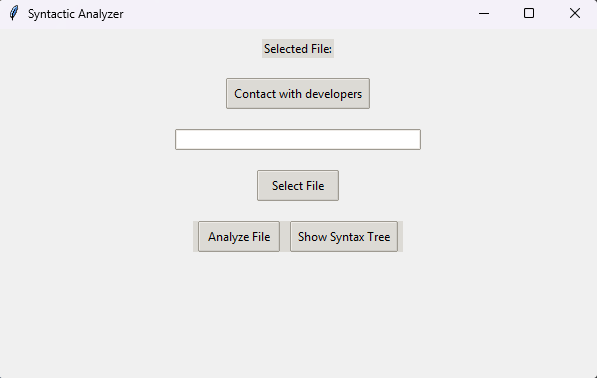 Syntactic Analyzer
Selected File:
Contact with developers
Select File
Analyze File
Show Syntax Tree